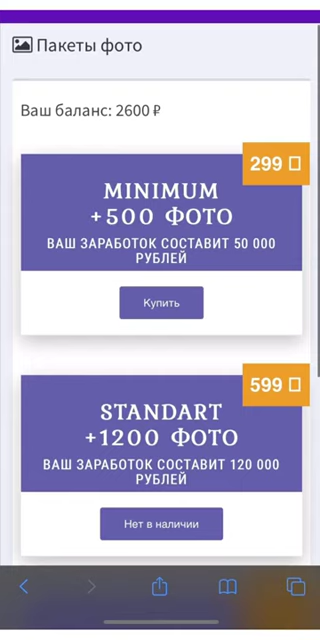 Пакеты фото
Ваш баланс: 2600 ₽
299 
MINIMUM
+500 ФОТО
ВАШ ЗАРАБОТОК СОСТАВИТ 50 000
РУБЛЕЙ
Купить
599 
STANDART
+1200 ФОТО
ВАШ ЗАРАБОТОК СОСТАВИТ 120 000
РУБЛЕЙ
Нет в наличии